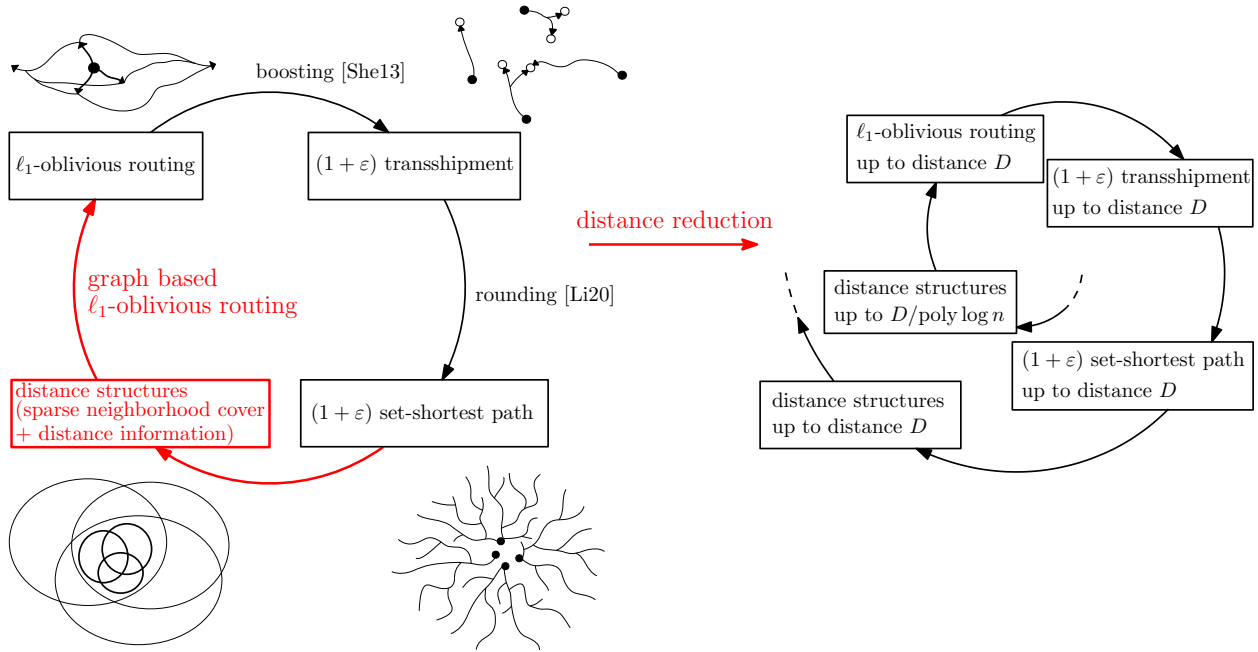 boosting [She13]
ℓ₁-oblivious routing
(1 + ε) transshipment
graph based
ℓ₁-oblivious routing
rounding [Li20]
distance structures
(sparse neighborhood cover
+ distance information)
(1 + ε) set-shortest path
distance reduction
ℓ₁-oblivious routing
up to distance D
(1 + ε) transshipment
up to distance D
distance structures
up to D/poly log n
(1 + ε) set-shortest path
up to distance D
distance structures
up to distance D